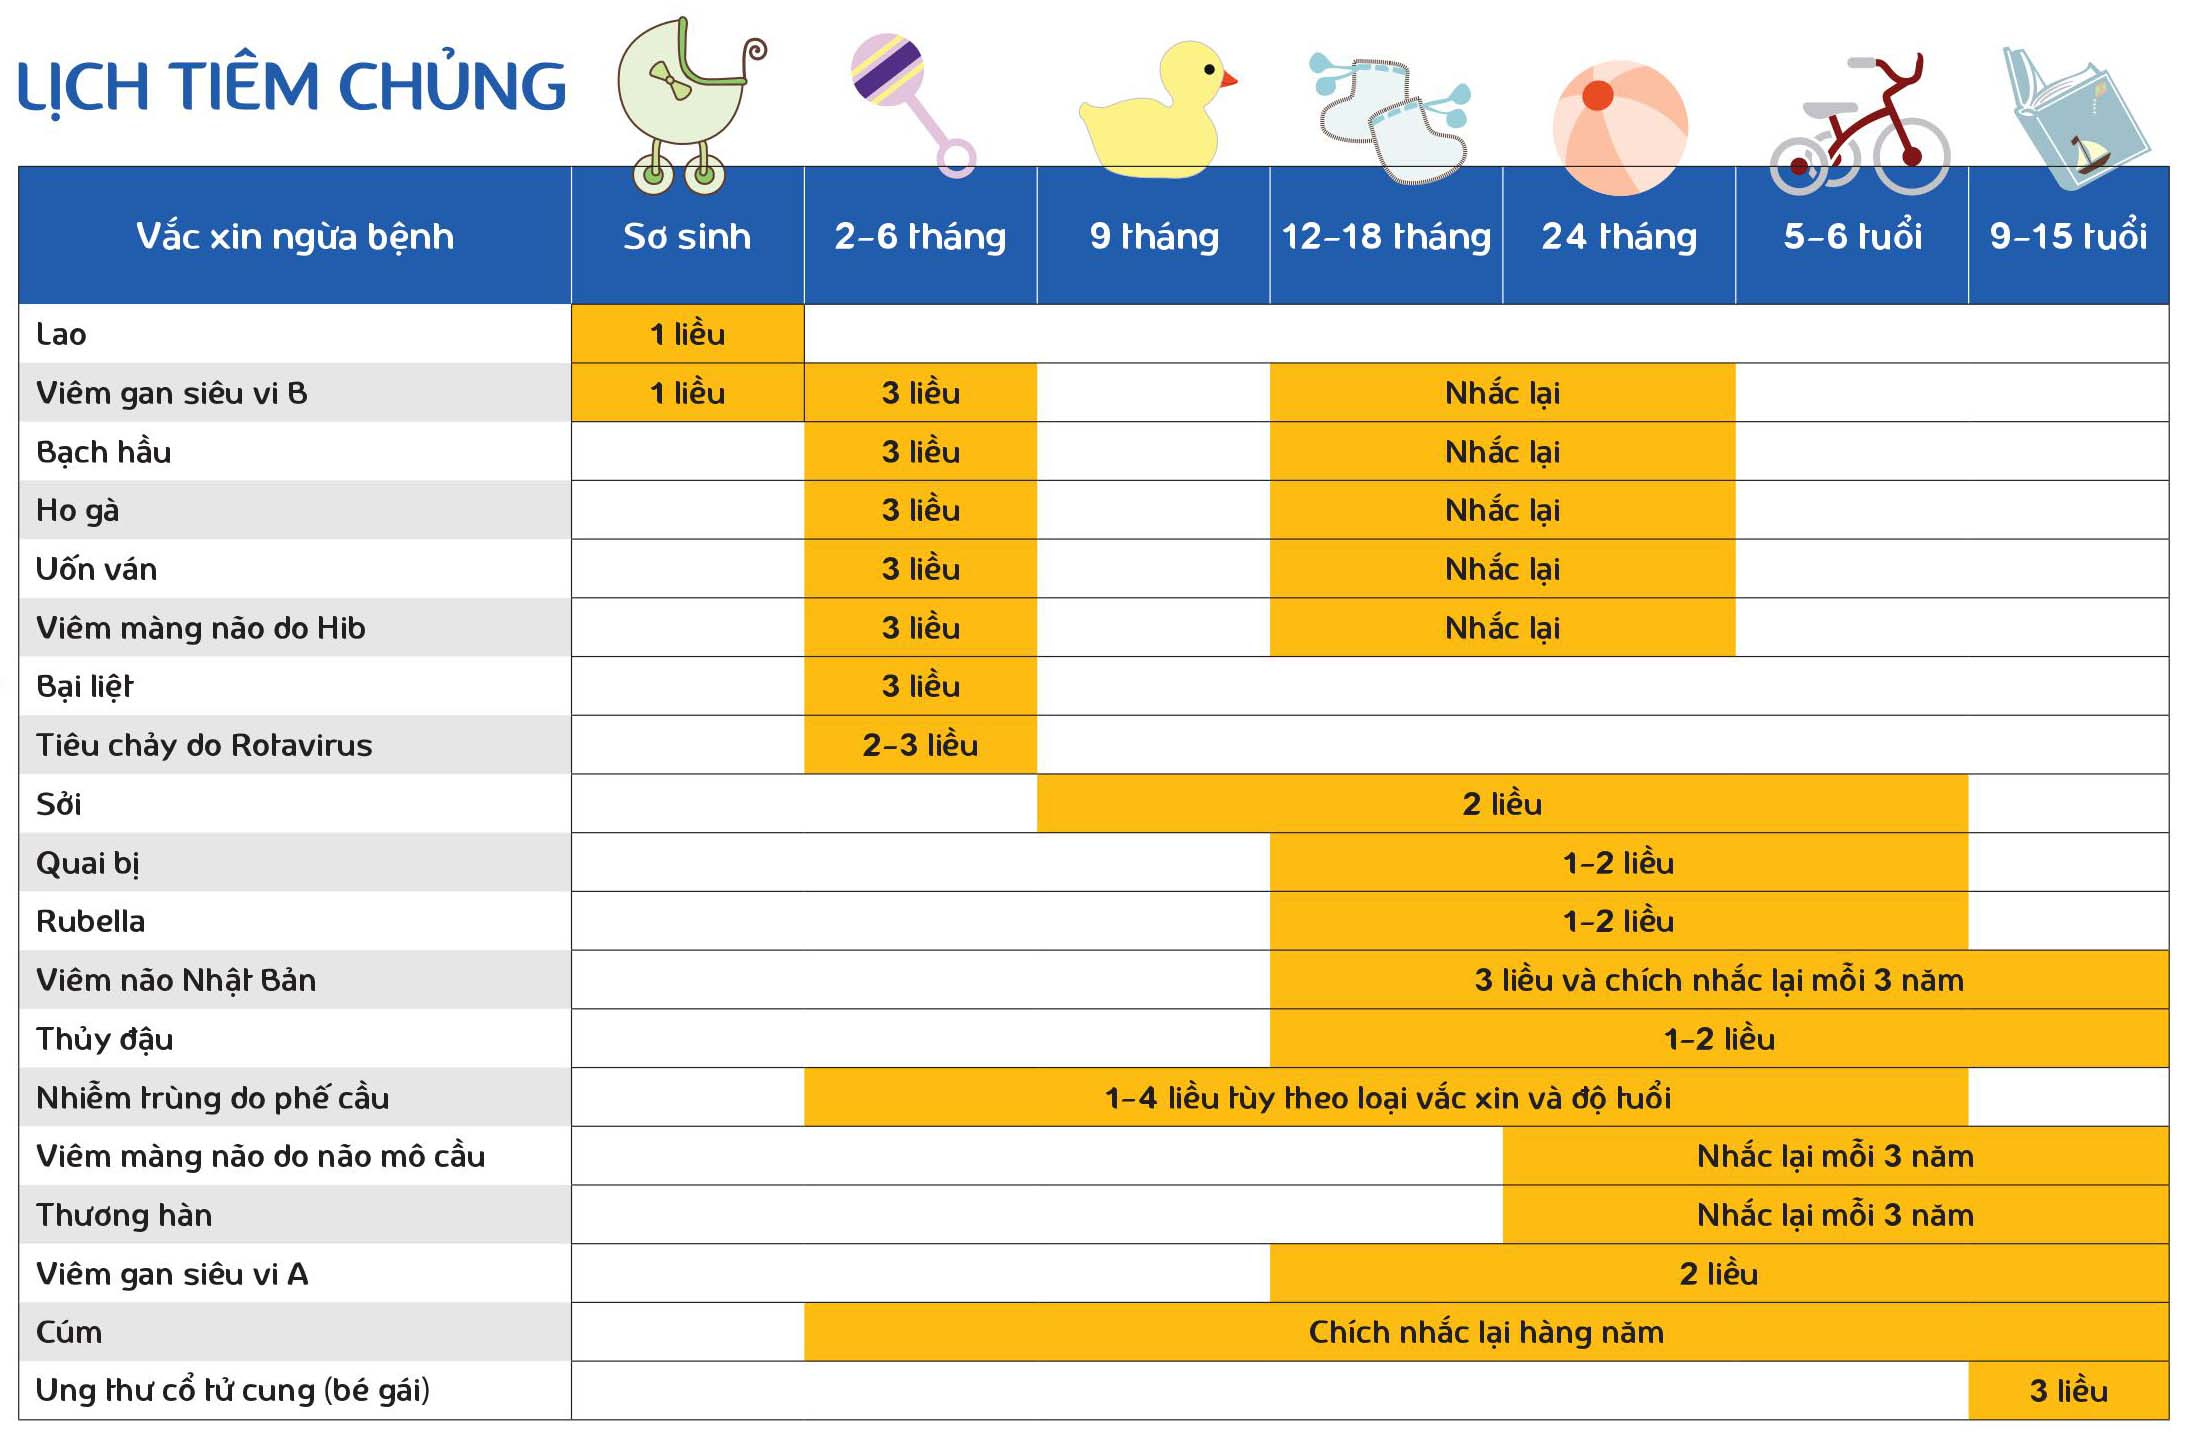 LỊCH TIÊM CHỦNG
Vắc xin ngừa bệnh Sơ sinh 2-6 tháng 9 tháng 12-18 tháng 24 tháng 5-6 tuổi 9-15 tuổi
Lao 1 liều
Viêm gan siêu vi B 1 liều 3 liều Nhắc lại
Bạch hầu 3 liều Nhắc lại
Ho gà 3 liều Nhắc lại
Uốn ván 3 liều Nhắc lại
Viêm màng não do Hib 3 liều Nhắc lại
Bại liệt 3 liều
Tiêu chảy do Rotavirus 2-3 liều
Sởi 2 liều
Quai bị 1-2 liều
Rubella 1-2 liều
Viêm não Nhật Bản 3 liều và chích nhắc lại mỗi 3 năm
Thủy đậu 1-2 liều
Nhiễm trùng do phế cầu 1-4 liều tùy theo loại vắc xin và độ tuổi
Viêm màng não do não mô cầu Nhắc lại mỗi 3 năm
Thương hàn Nhắc lại mỗi 3 năm
Viêm gan siêu vi A 2 liều
Cúm Chích nhắc lại hàng năm
Ung thư cổ tử cung (bé gái) 3 liều